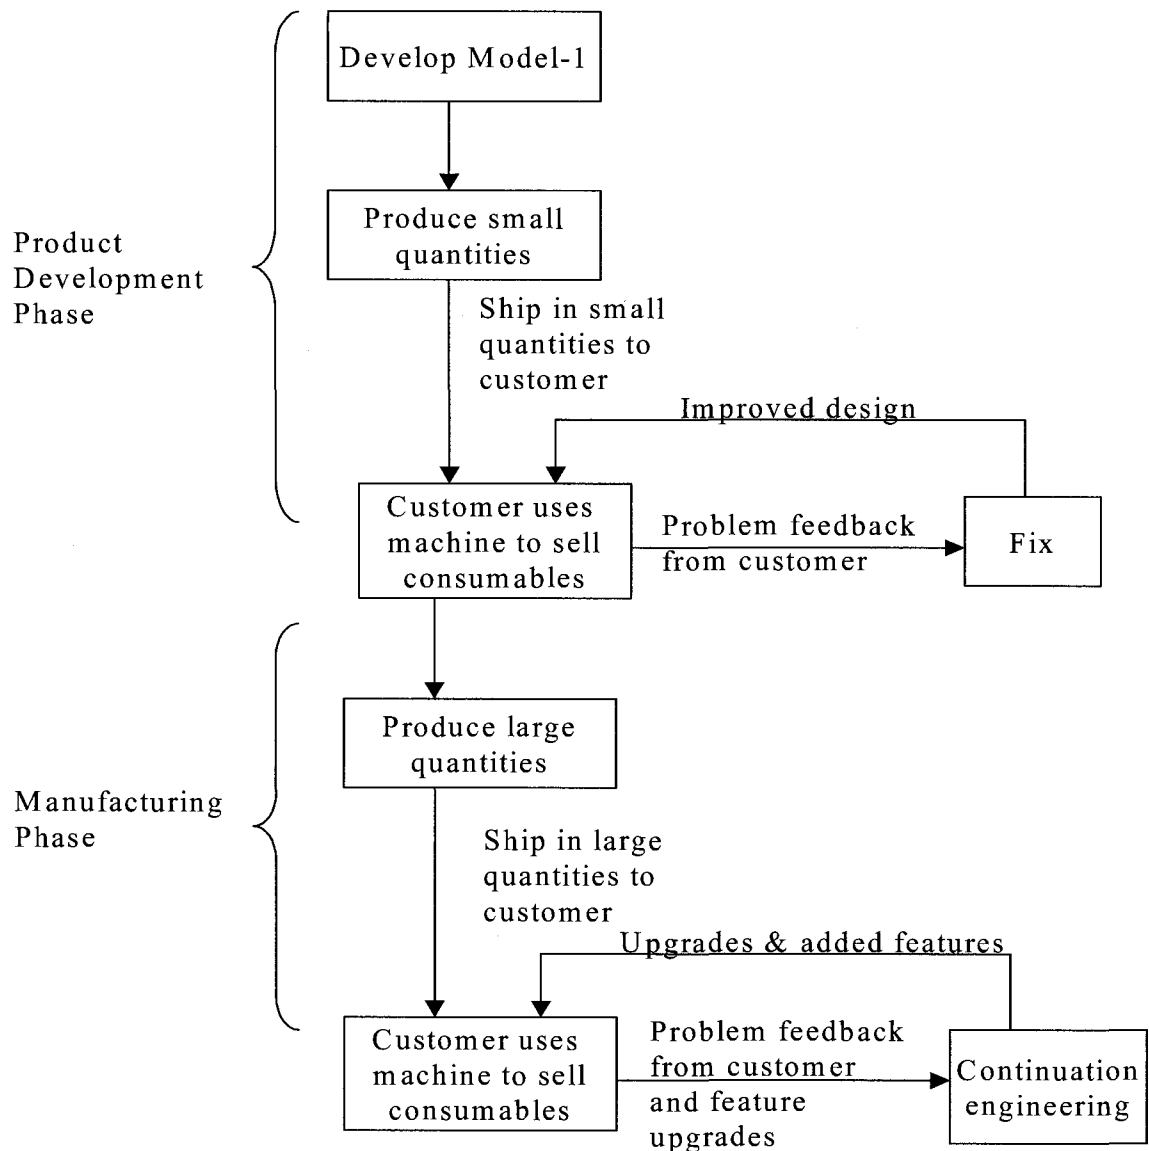 Develop Model-1
Produce small
quantities
Product
Development
Phase
Ship in small
quantities to
customer
Improved design
Customer uses
machine to sell
consumables
Problem feedback
from customer
Fix
Produce large
quantities
Manufacturing
Phase
Ship in large
quantities to
customer
Upgrades & added features
Customer uses
machine to sell
consumables
Problem feedback
from customer
and feature
upgrades
Continuation
engineering